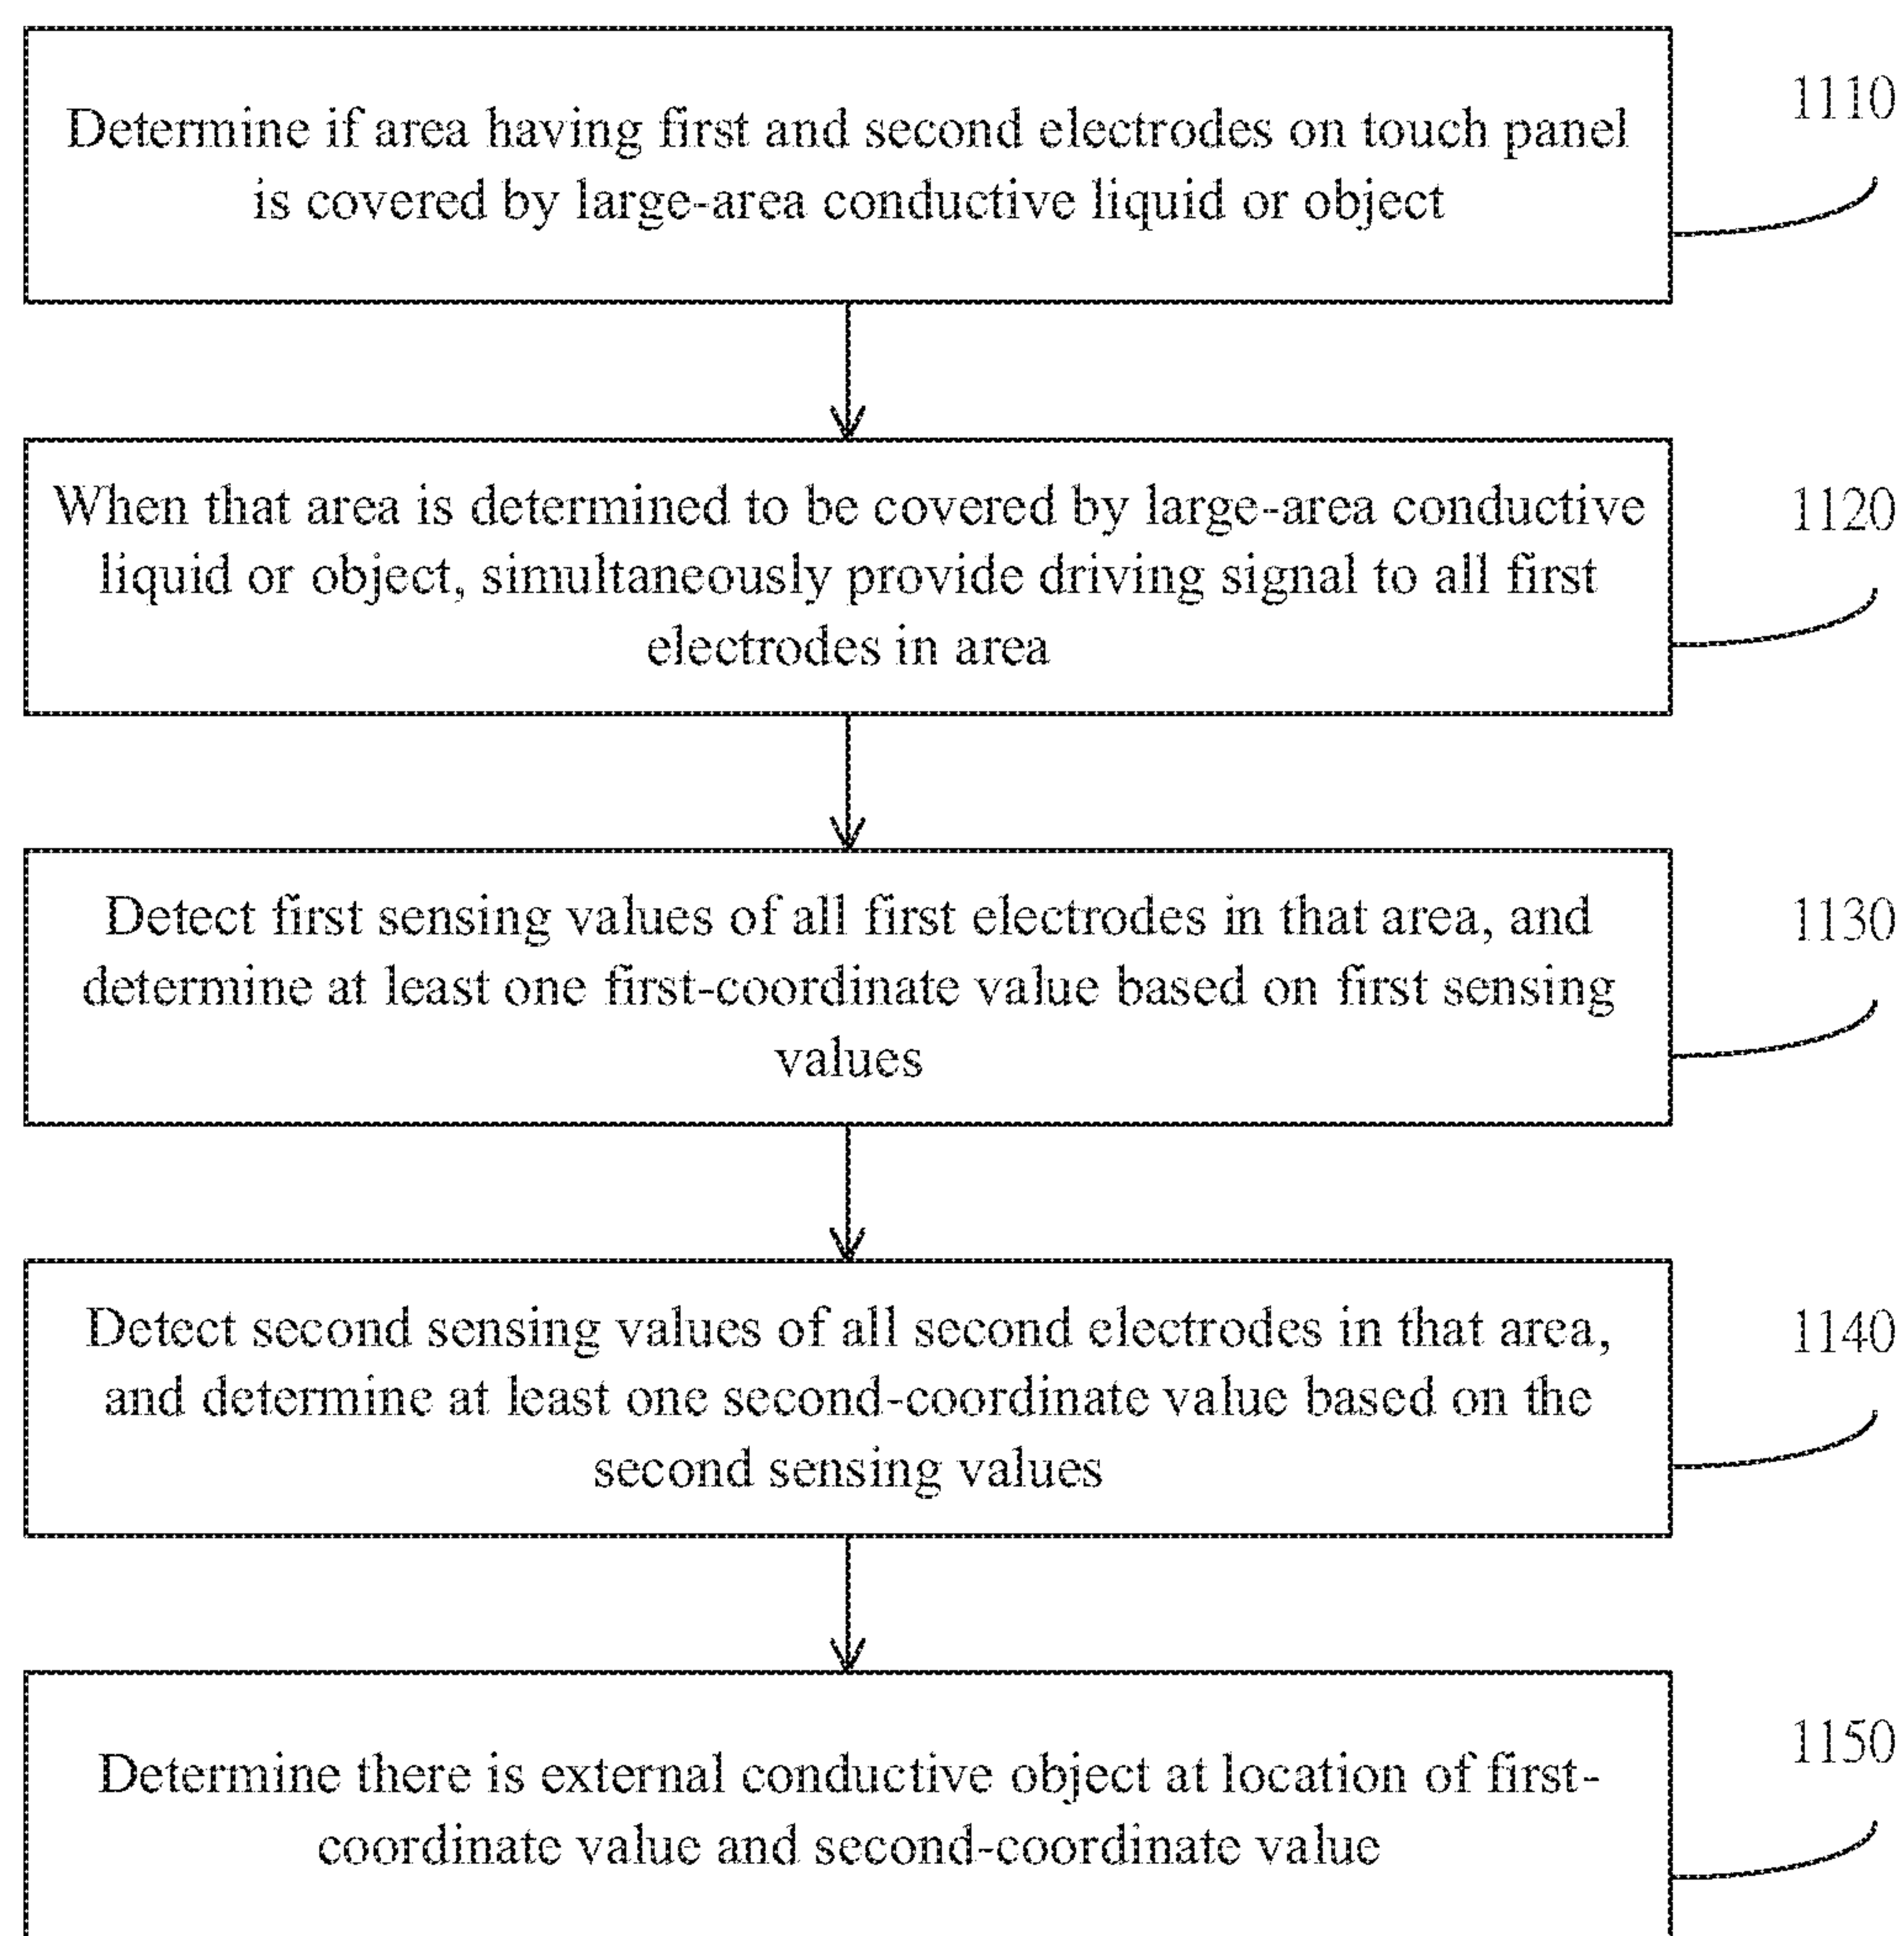 Determine if area having first and second electrodes on touch panel
is covered by large-area conductive liquid or object
1110
When that area is determined to be covered by large-area conductive
liquid or object, simultaneously provide driving signal to all first
electrodes in area
1120
Detect first sensing values of all first electrodes in that area, and
determine at least one first-coordinate value based on first sensing
values
1130
Detect second sensing values of all second electrodes in that area,
and determine at least one second-coordinate value based on the
second sensing values
1140
Determine there is external conductive object at location of first-
coordinate value and second-coordinate value
1150